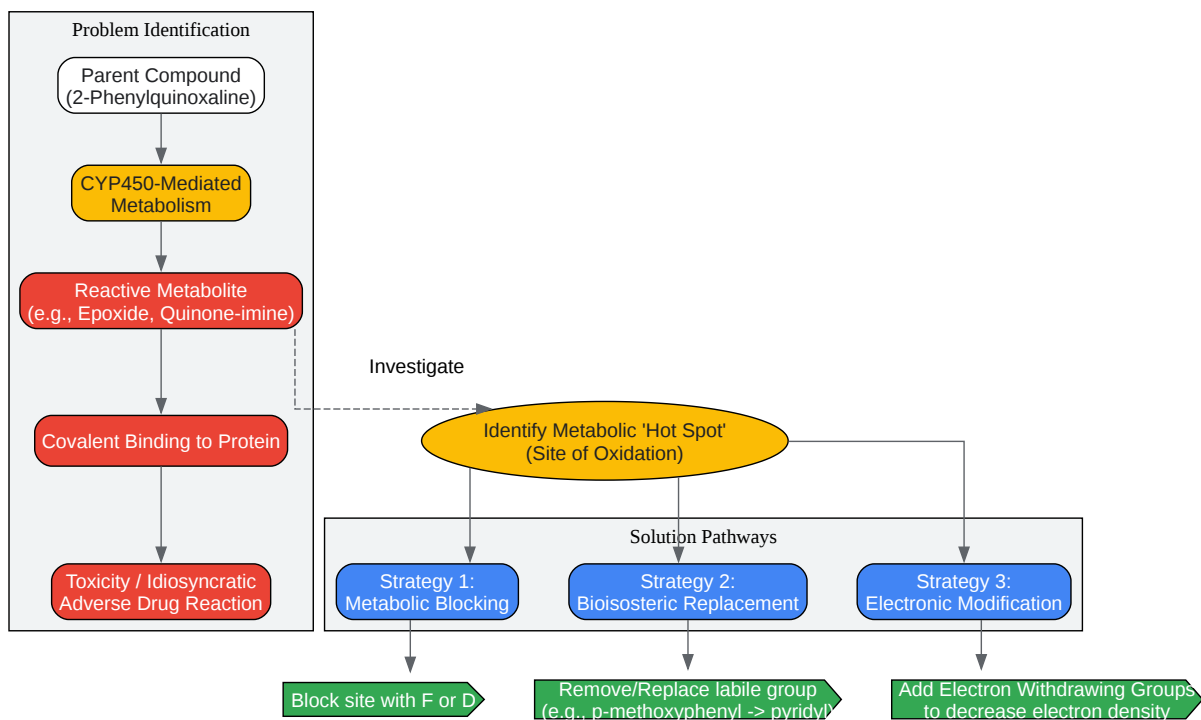 Problem Identification
Parent Compound
(2-Phenylquinoxaline)
CYP450-Mediated
Metabolism
Reactive Metabolite
(e.g., Epoxide, Quinone-imine)
Investigate
Covalent Binding to Protein
Identify Metabolic 'Hot Spot'
(Site of Oxidation)
Toxicity / Idiosyncratic
Adverse Drug Reaction
Solution Pathways
Strategy 1:
Metabolic Blocking
Strategy 2:
Bioisosteric Replacement
Strategy 3:
Electronic Modification
Block site with F or D
Remove/Replace labile group
(e.g., p-methoxyphenyl -> pyridyl)
Add Electron Withdrawing Groups
to decrease electron density